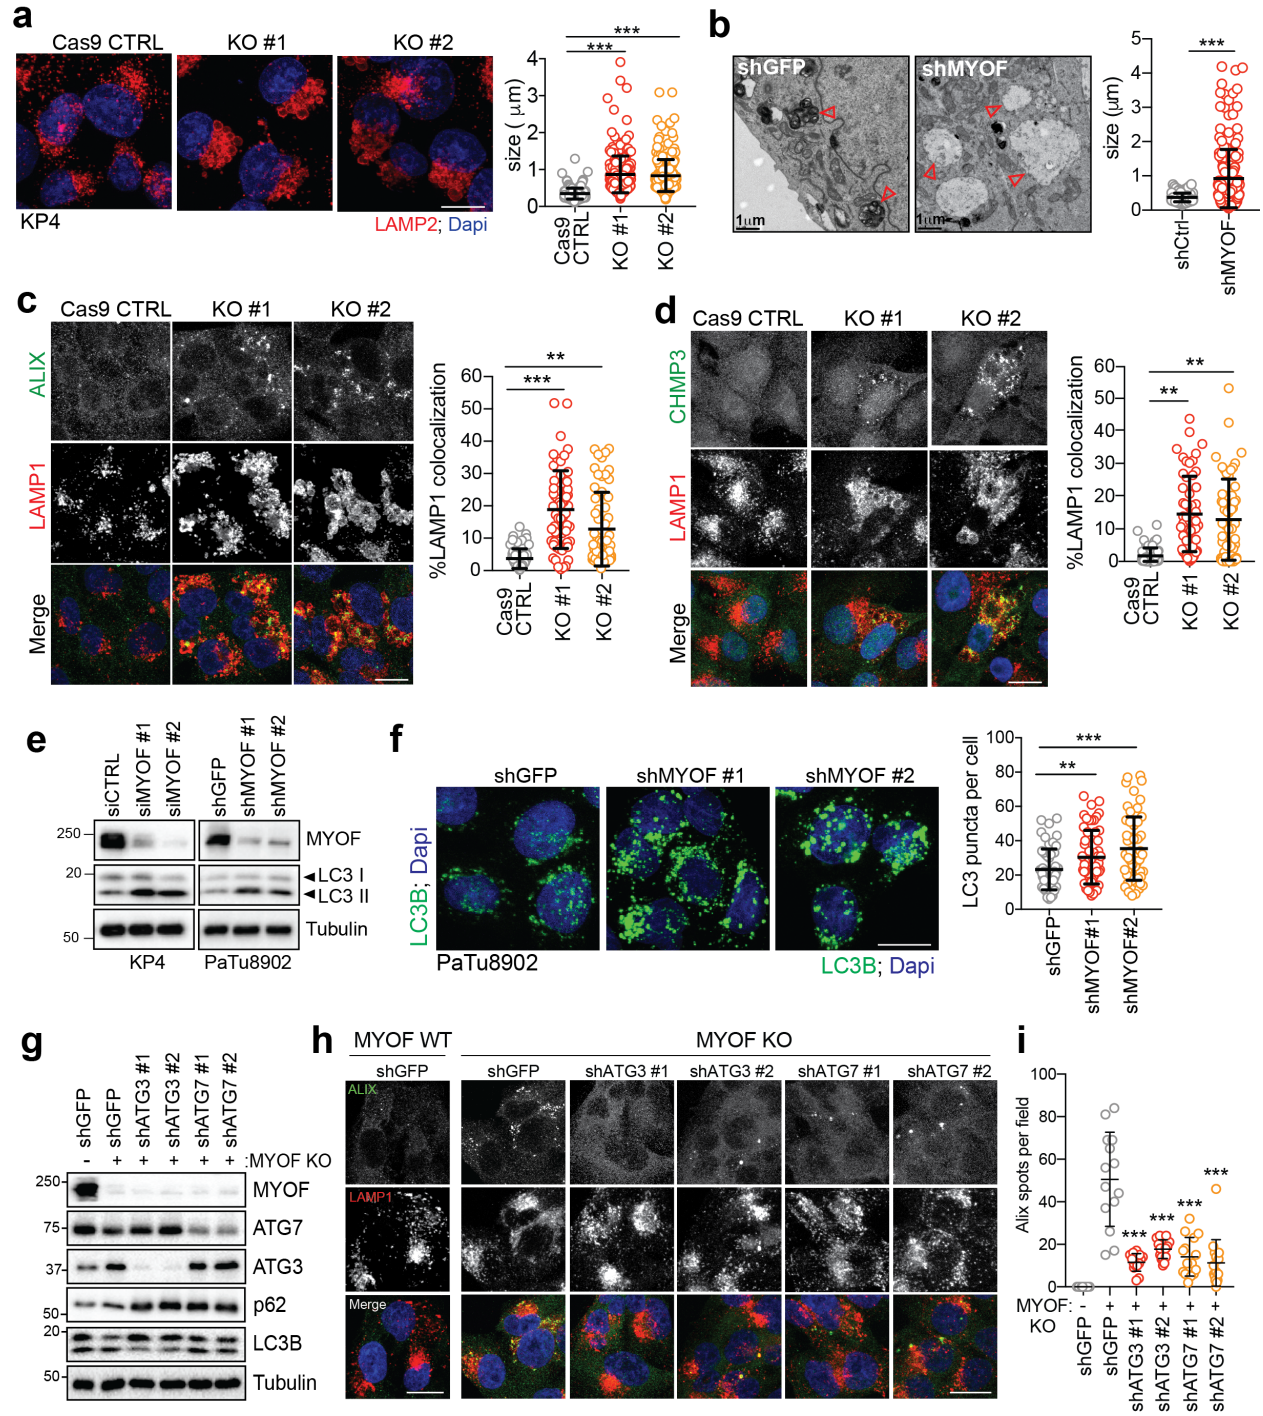 a
Cas9 CTRL KO #1 KO #2
KP4
LAMP2; Dapi
size ( µm)
4
3
2
1
0
*** ***
Cas9 CTRL
KO #1
KO #2
b
shGFP shMYOF
1µm 1µm
size (µm)
5
4
3
2
1
0
***
shCtrl
shMYOF
c
Cas9 CTRL KO #1 KO #2
ALIX
LAMP1
Merge
%LAMP1 colocalization
60
50
40
30
20
10
0
**
***
Cas9 CTRL
KO #1
KO #2
d
Cas9 CTRL KO #1 KO #2
CHMP3
LAMP1
Merge
%LAMP1 colocalization
60
50
40
30
20
10
0
**
**
Cas9 CTRL
KO #1
KO #2
e
siCTRL
siMYOF #1
siMYOF #2
shGFP
shMYOF #1
shMYOF #2
250 MYOF
20 LC3 I
LC3 II
Tubulin
50
KP4 PaTu8902
f
shGFP shMYOF #1 shMYOF #2
LC3B; Dapi
PaTu8902
LC3B; Dapi
LC3 puncta per cell
100
80
60
40
20
0
***
**
shGFP
shMYOF#1
shMYOF#2
g
shGFP
shGFP
shATG3 #1
shATG3 #2
shATG7 #1
shATG7 #2
- + + + + + :MYOF KO
250 MYOF
75 ATG7
37 ATG3
50 p62
20 LC3B
50 Tubulin
h
MYOF WT MYOF KO
shGFP shGFP shATG3 #1 shATG3 #2 shATG7 #1 shATG7 #2
ALIX
LAMP1
Merge
i
Alix spots per field
100
80
60
40
20
0
*** *** *** ***
MYOF: - + + + + +
KO
shGFP
shGFP
shATG3 #1
shATG3 #2
shATG7 #1
shATG7 #2